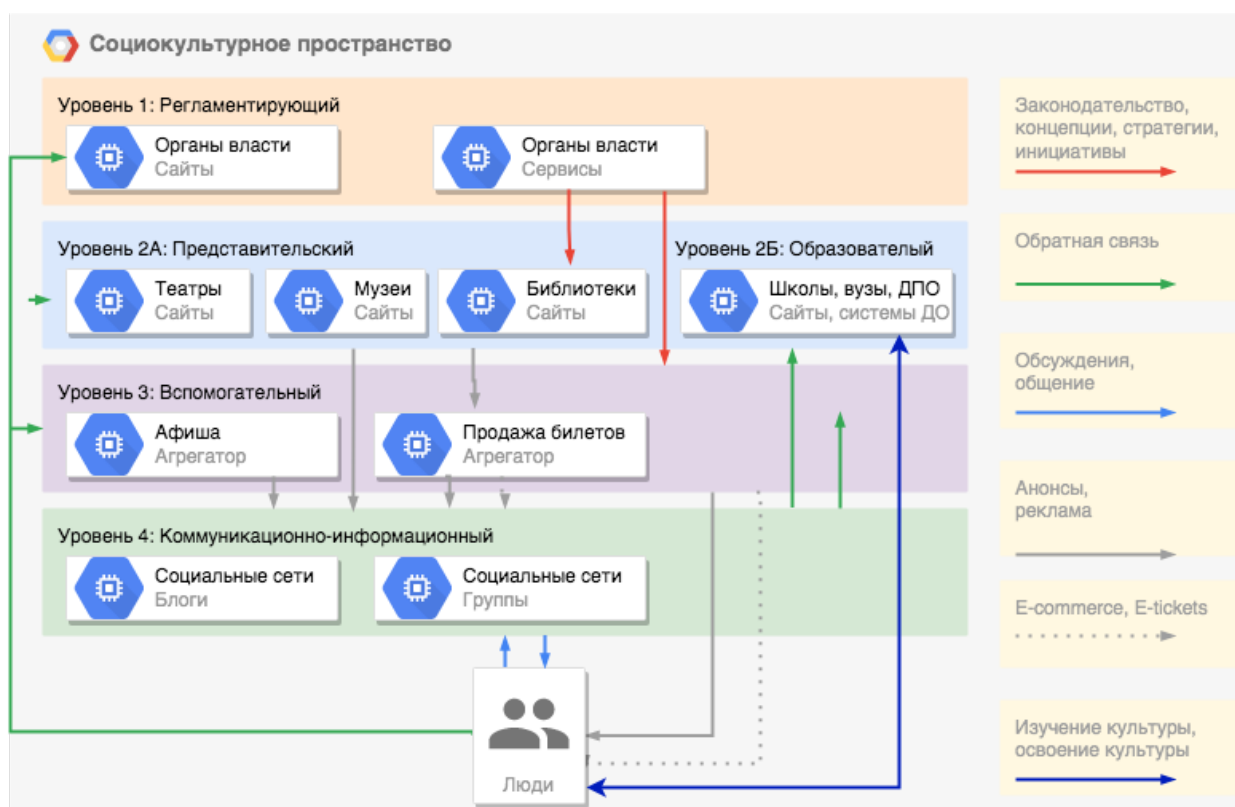 Социокультурное пространство
Уровень 1: Регламентирующий
Органы власти
Сайты
Органы власти
Сервисы
Уровень 2А: Представительский
Театры
Сайты
Музеи
Сайты
Библиотеки
Сайты
Уровень 2Б: Образователый
Школы, вузы, ДПО
Сайты, системы ДО
Уровень 3: Вспомогательный
Афиша
Агрегатор
Продажа билетов
Агрегатор
Уровень 4: Коммуникационно-информационный
Социальные сети
Блоги
Социальные сети
Группы
Люди
Законодательство,
концепции, стратегии,
инициативы
Обратная связь
Обсуждения,
общение
Анонсы,
реклама
E-commerce, E-tickets
Изучение культуры,
освоение культуры